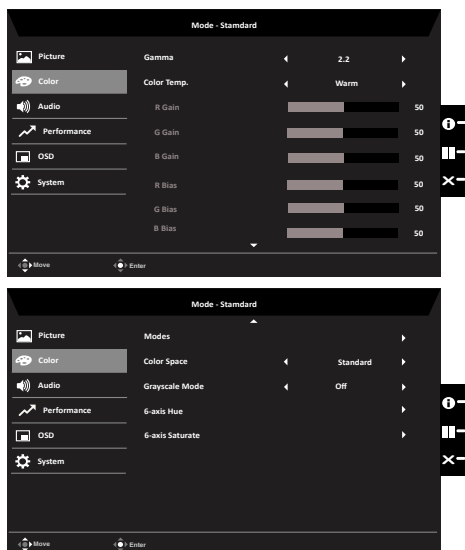 Mode - Stamdard
Picture
Gamma 2.2
Color
Color Temp. Warm
Audio
R Gain 50
Performance
G Gain 50
OSD
B Gain 50
System
R Bias 50
G Bias 50
B Bias 50
Move Enter
Mode - Stamdard
Picture
Modes
Color
Color Space Standard
Audio
Grayscale Mode Off
Performance
6-axis Hue
OSD
6-axis Saturate
System
Move Enter